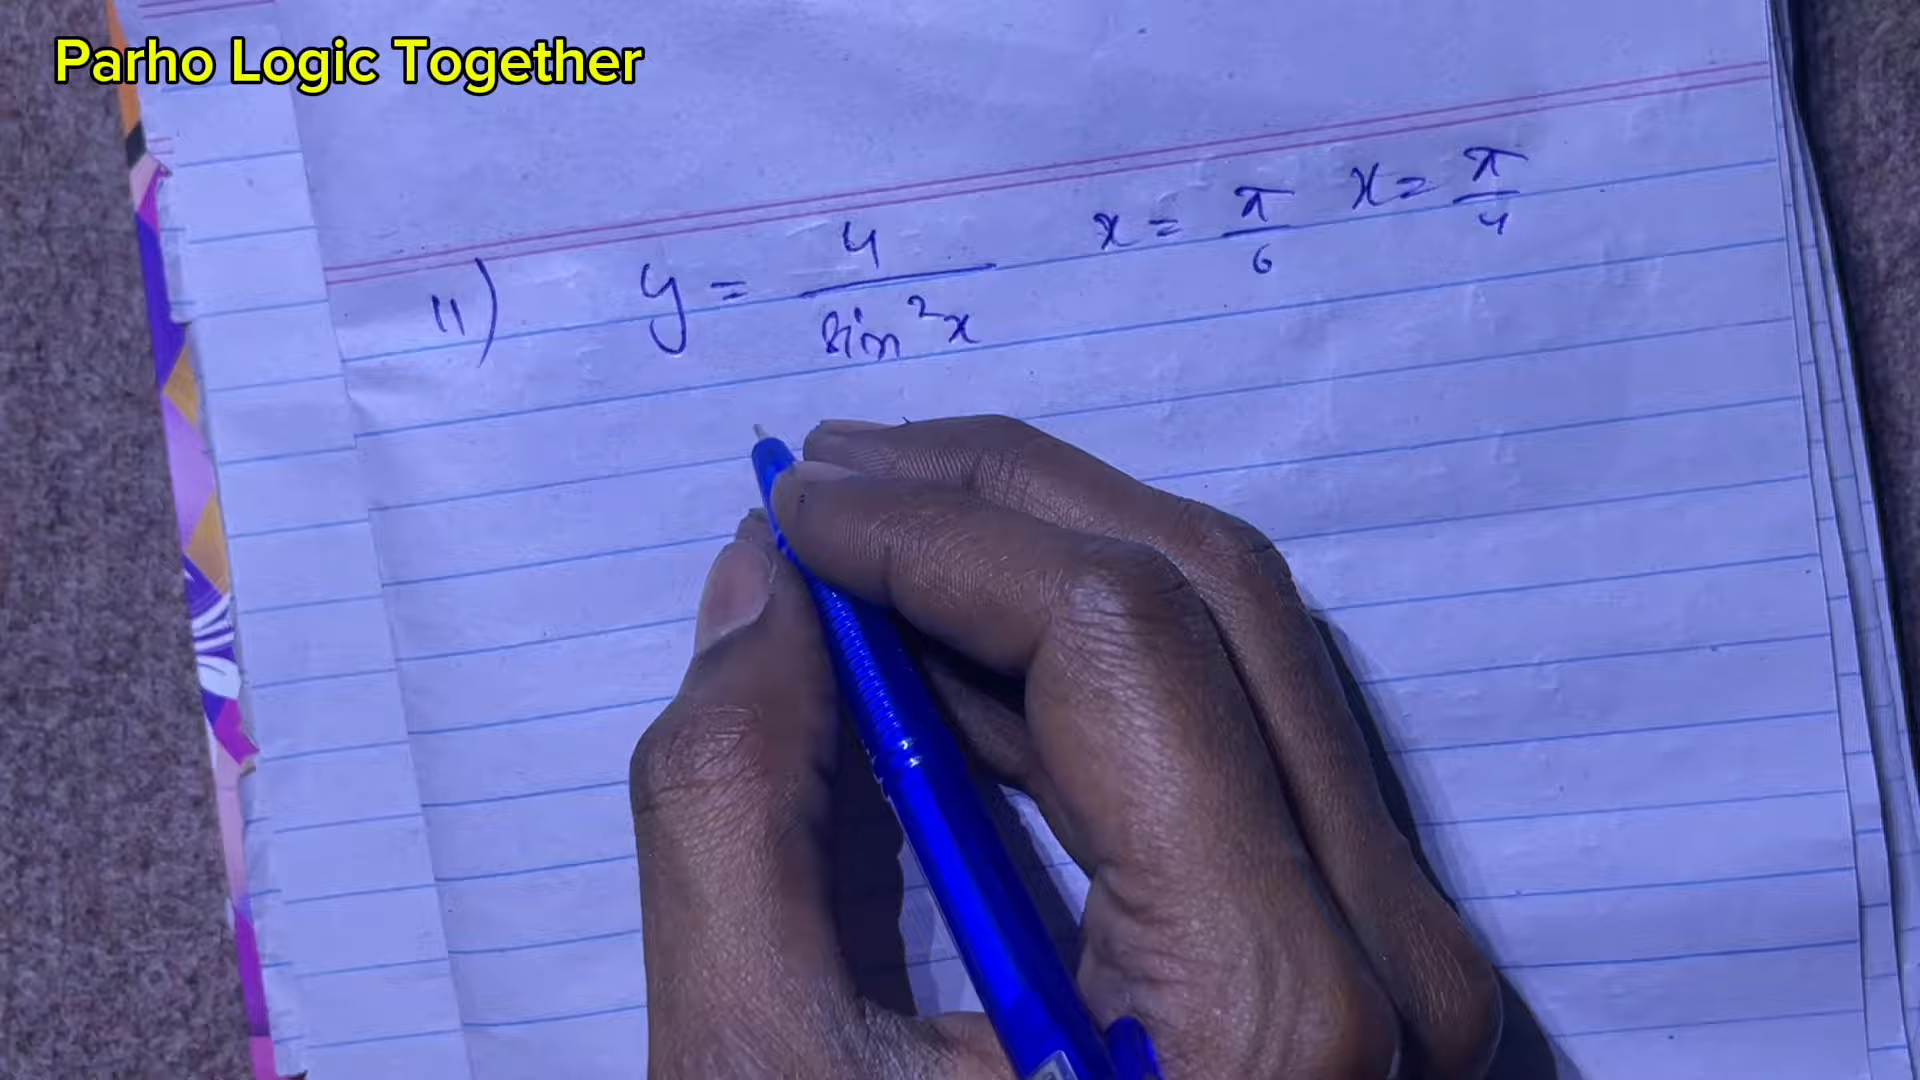 Parho Logic Together
11) y = 4/sin²x x = π/6 x = π/4